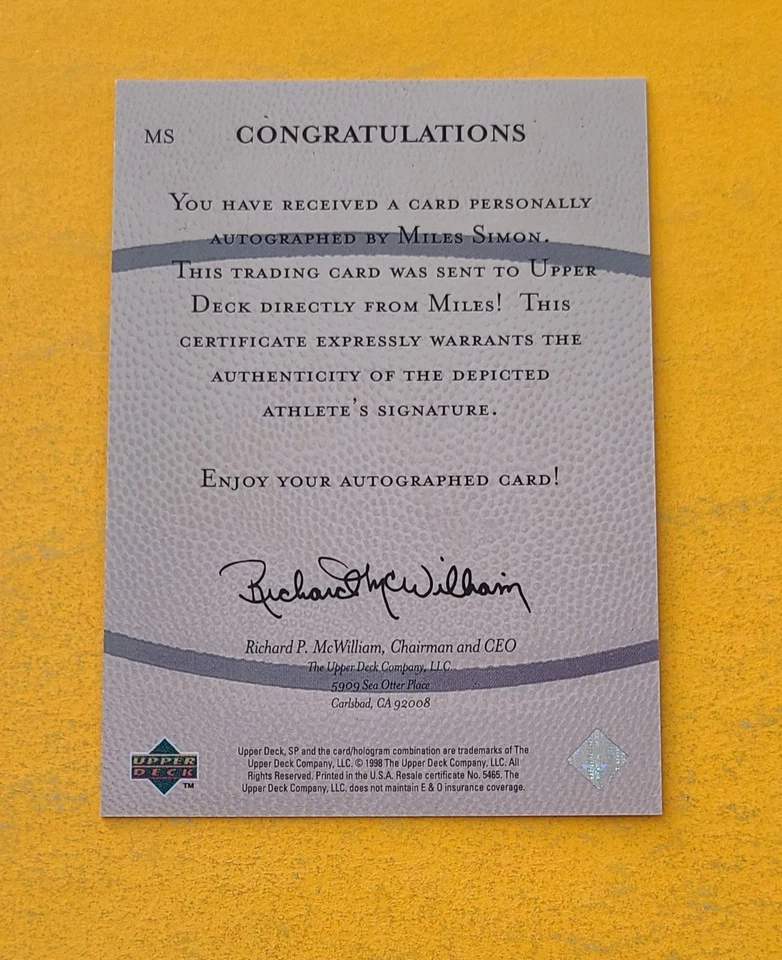 MS CONGRATULATIONS
YOU HAVE RECEIVED A CARD PERSONALLY
AUTOGRAPHED BY MILES SIMON.
THIS TRADING CARD WAS SENT TO UPPER
DECK DIRECTLY FROM MILES! THIS
CERTIFICATE EXPRESSLY WARRANTS THE
AUTHENTICITY OF THE DEPICTED
ATHLETE'S SIGNATURE.
ENJOY YOUR AUTOGRAPHED CARD!
Richard McWilliam
Richard P. McWilliam, Chairman and CEO
The Upper Deck Company, LLC.
5909 Sea Otter Place
Carlsbad, CA 92008
UPPER
DECK
TM
Upper Deck, SP and the card/hologram combination are trademarks of The
Upper Deck Company, LLC. © 1998 The Upper Deck Company, LLC. All
Rights Reserved. Printed in the U.S.A. Resale certificate No. 5465. The
Upper Deck Company, LLC. does not maintain E & O insurance coverage.